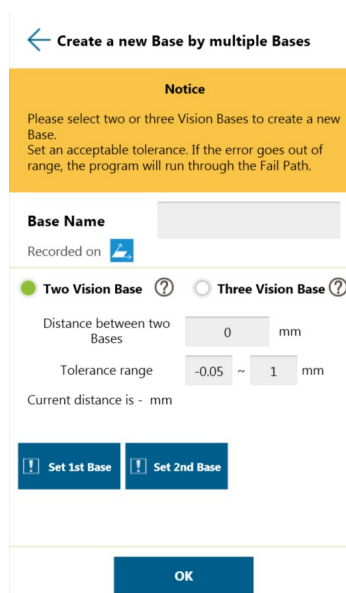 Create a new Base by multiple Bases
Notice
Please select two or three Vision Bases to create a new
Base.
Set an acceptable tolerance. If the error goes out of
range, the program will run through the Fail Path.
Base Name
Recorded on
Two Vision Base ? Three Vision Base ?
Distance between two
Bases
0 mm
Tolerance range -0.05 ~ 1 mm
Current distance is - mm
! Set 1st Base ! Set 2nd Base
OK